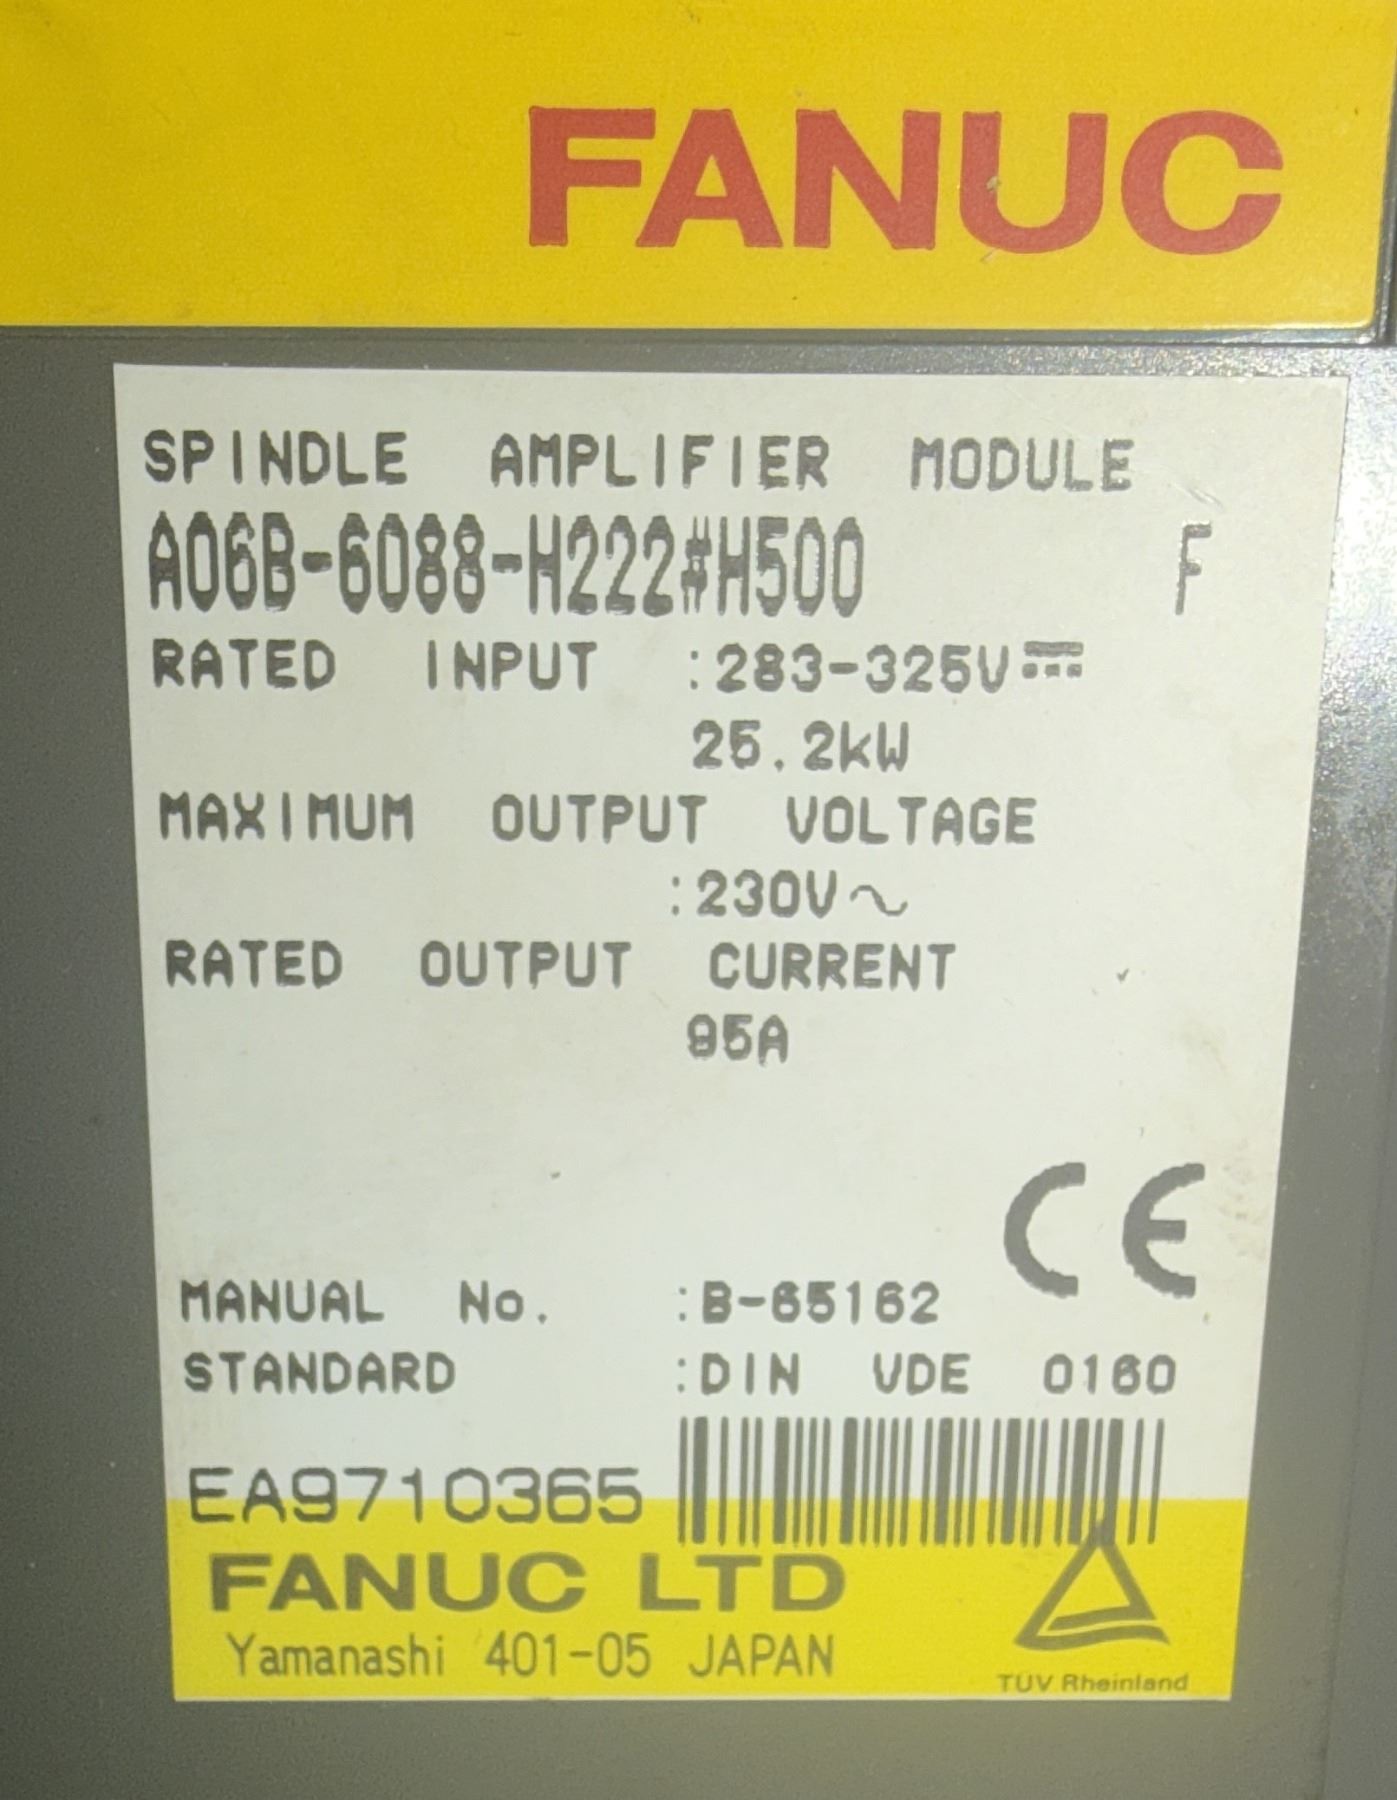 FANUC
SPINDLE AMPLIFIER MODULE
A06B-6088-H222#H500 F
RATED INPUT :283-325V⎓
25.2kW
MAXIMUM OUTPUT VOLTAGE
:230V∿
RATED OUTPUT CURRENT
95A
CE
MANUAL No. :B-65162
STANDARD :DIN VDE 0160
EA9710365
FANUC LTD
Yamanashi 401-05 JAPAN
TÜV Rheinland